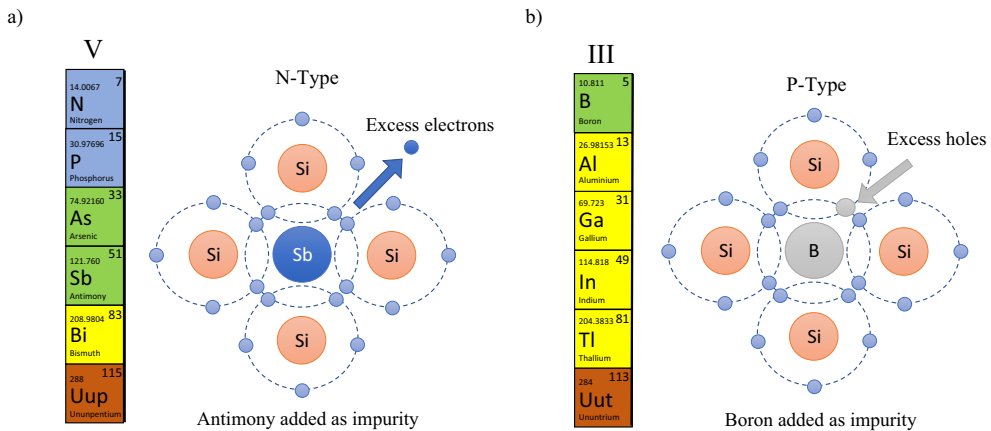 a)
V
14.0067 7
N
Nitrogen
30.97696 15
P
Phosphorus
74.92160 33
As
Arsenic
121.760 51
Sb
Antimony
208.9804 83
Bi
Bismuth
288 115
Uup
Ununpentium
N-Type
Excess electrons
Si
Si
Sb
Si
Si
Antimony added as impurity
b)
III
10.811 5
B
Boron
26.98153 13
Al
Aluminium
69.723 31
Ga
Gallium
114.818 49
In
Indium
204.3833 81
Tl
Thallium
284 113
Uut
Ununtrium
P-Type
Excess holes
Si
Si
B
Si
Si
Boron added as impurity